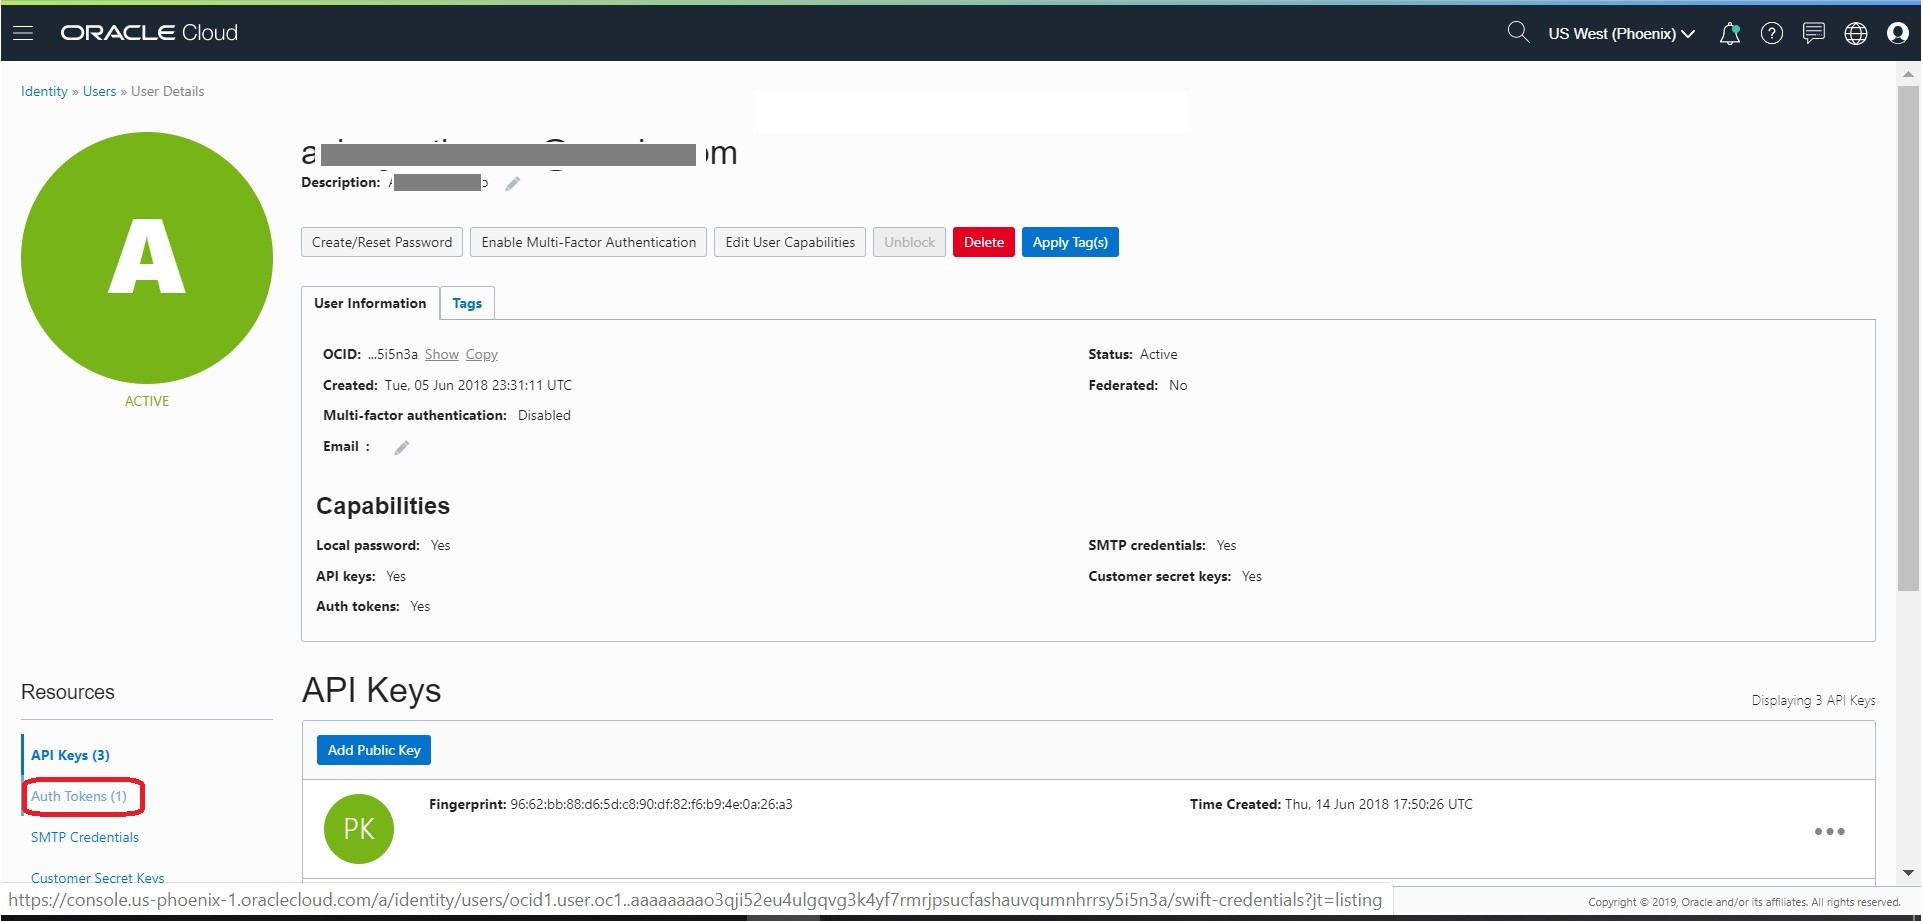 ORACLE Cloud
US West (Phoenix)
Identity » Users » User Details
A
ACTIVE
Description:
Create/Reset Password Enable Multi-Factor Authentication Edit User Capabilities Unblock Delete Apply Tag(s)
User Information Tags
OCID: ...5i5n3a Show Copy
Status: Active
Created: Tue, 05 Jun 2018 23:31:11 UTC
Federated: No
Multi-factor authentication: Disabled
Email :
Capabilities
Local password: Yes
SMTP credentials: Yes
API keys: Yes
Customer secret keys: Yes
Auth tokens: Yes
Resources
API Keys (3)
Auth Tokens (1)
SMTP Credentials
Customer Secret Keys
API Keys
Displaying 3 API Keys
Add Public Key
PK
Fingerprint: 96:62:bb:88:d6:5d:c8:90:df:82:f6:b9:4e:0a:26:a3
Time Created: Thu, 14 Jun 2018 17:50:26 UTC
https://console.us-phoenix-1.oraclecloud.com/a/identity/users/ocid1.user.oc1..aaaaaaaao3qji52eu4ulgqvg3k4yf7rmrjpsucfashauvqumnhrrsy5i5n3a/swift-credentials?jt=listing
Copyright © 2019, Oracle and/or its affiliates. All rights reserved.